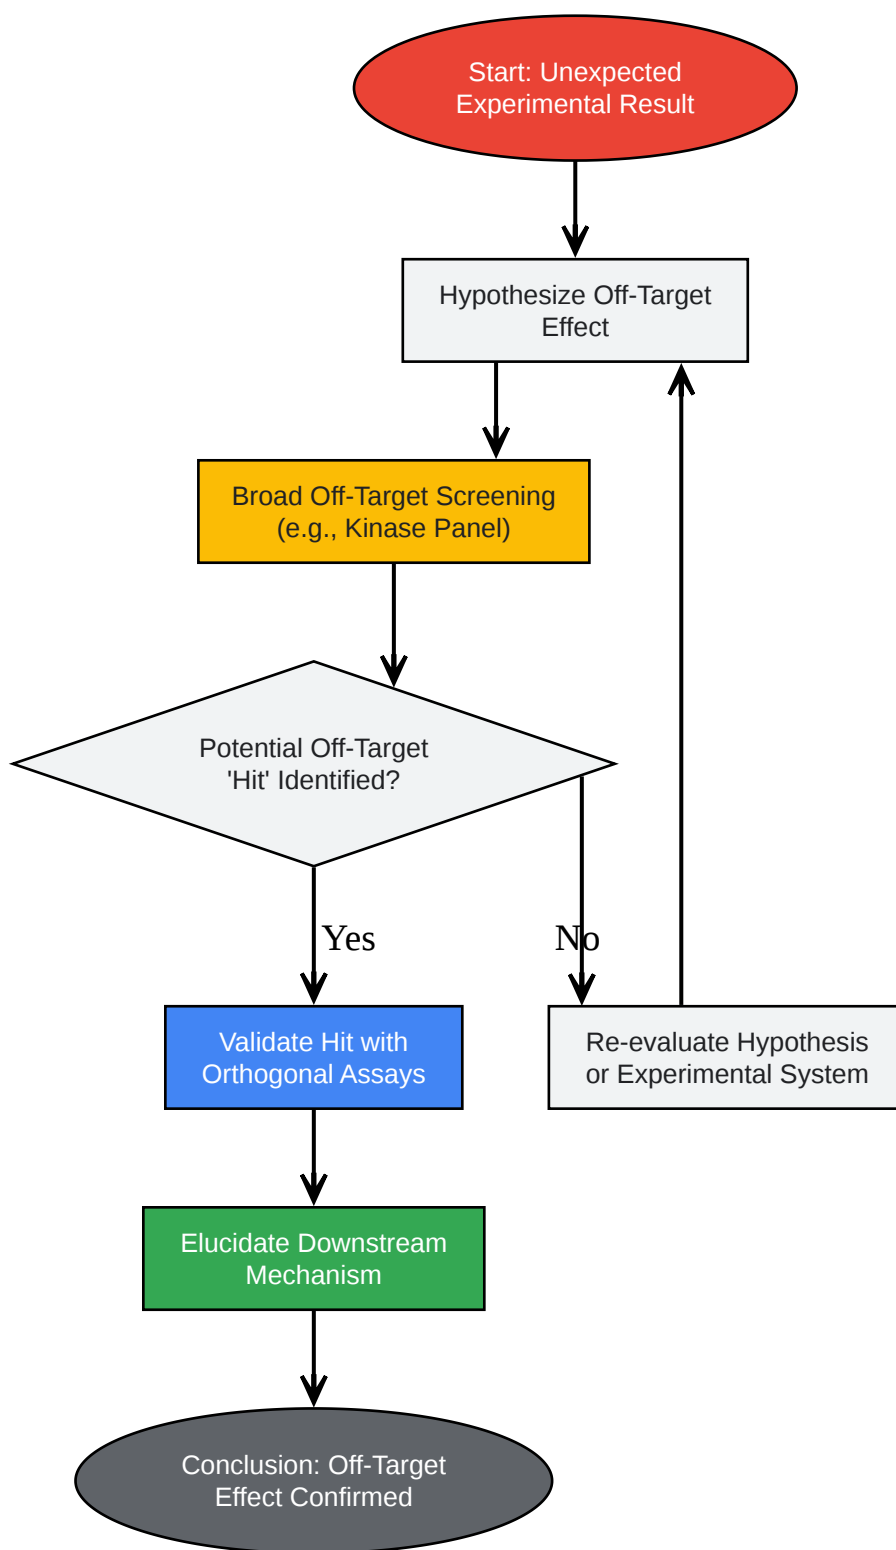 Start: Unexpected
Experimental Result
Hypothesize Off-Target
Effect
Broad Off-Target Screening
(e.g., Kinase Panel)
Potential Off-Target
'Hit' Identified?
Yes
No
Validate Hit with
Orthogonal Assays
Re-evaluate Hypothesis
or Experimental System
Elucidate Downstream
Mechanism
Conclusion: Off-Target
Effect Confirmed